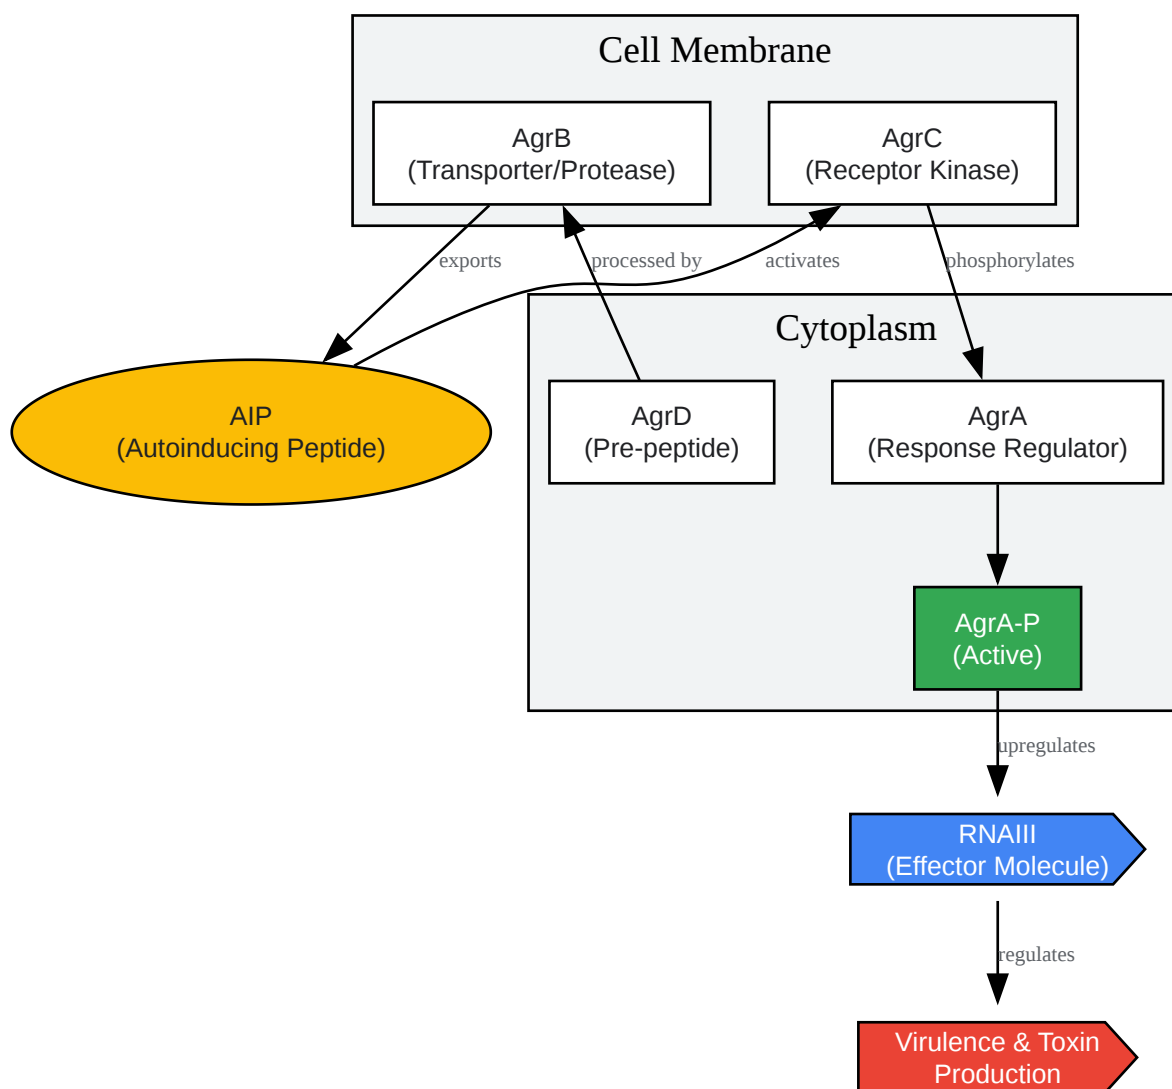 Cell Membrane
AgrB
(Transporter/Protease)
AgrC
(Receptor Kinase)
exports
processed by
activates
phosphorylates
Cytoplasm
AIP
(Autoinducing Peptide)
AgrD
(Pre-peptide)
AgrA
(Response Regulator)
AgrA-P
(Active)
upregulates
RNAIII
(Effector Molecule)
regulates
Virulence & Toxin
Production